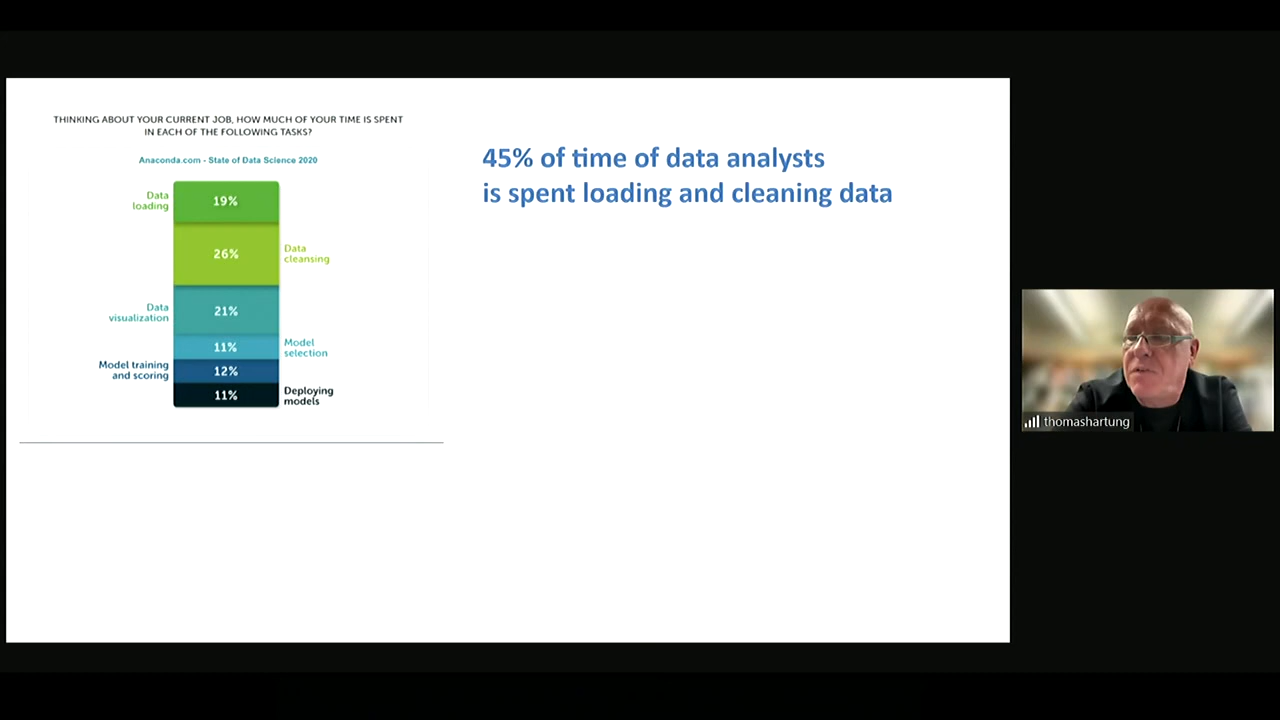 THINKING ABOUT YOUR CURRENT JOB, HOW MUCH OF YOUR TIME IS SPENT
IN EACH OF THE FOLLOWING TASKS?
Anaconda.com - State of Data Science 2020
Data
loading
19%
26%
Data
cleansing
Data
visualization
21%
11%
Model
selection
Model training
and scoring
12%
11%
Deploying
models
45% of time of data analysts
is spent loading and cleaning data
thomashartung